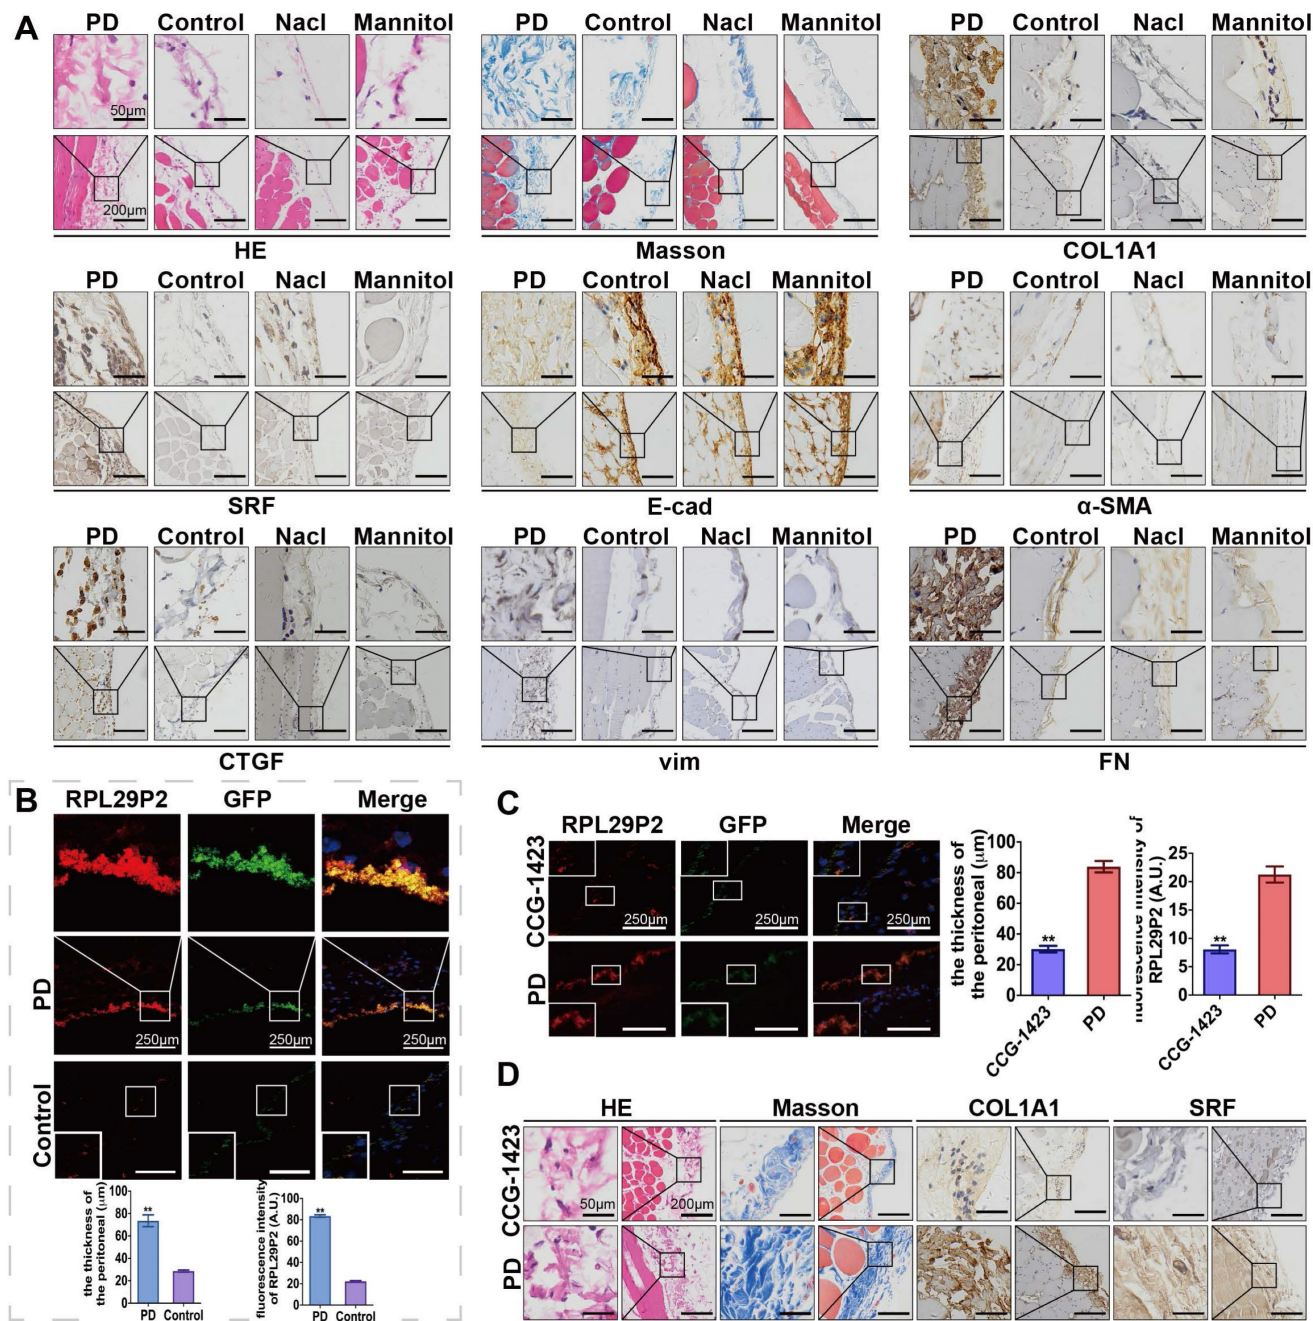 A
PD Control Nacl Mannitol
PD Control Nacl Mannitol
PD Control Nacl Mannitol
50μm
200μm
HE
Masson
COL1A1
PD Control Nacl Mannitol
PD Control Nacl Mannitol
PD Control Nacl Mannitol
SRF
E-cad
α-SMA
PD Control Nacl Mannitol
PD Control Nacl Mannitol
PD Control Nacl Mannitol
CTGF
vim
FN
B
RPL29P2 GFP Merge
PD
250μm 250μm 250μm
Control
the thickness of
the peritoneal (μm)
100
80
60
40
20
0
**
PD Control
fluorescence intensity
of RPL29P2 (A.U.)
100
80
60
40
20
0
**
PD Control
C
RPL29P2 GFP Merge
CCG-1423
250μm 250μm 250μm
PD
the thickness of
the peritoneal (μm)
100
80
60
40
20
0
**
CCG-1423
PD
fluorescence intensity of
RPL29P2 (A.U.)
25
20
15
10
5
0
**
CCG-1423
PD
D
HE Masson COL1A1 SRF
CCG-1423
50μm 200μm
PD